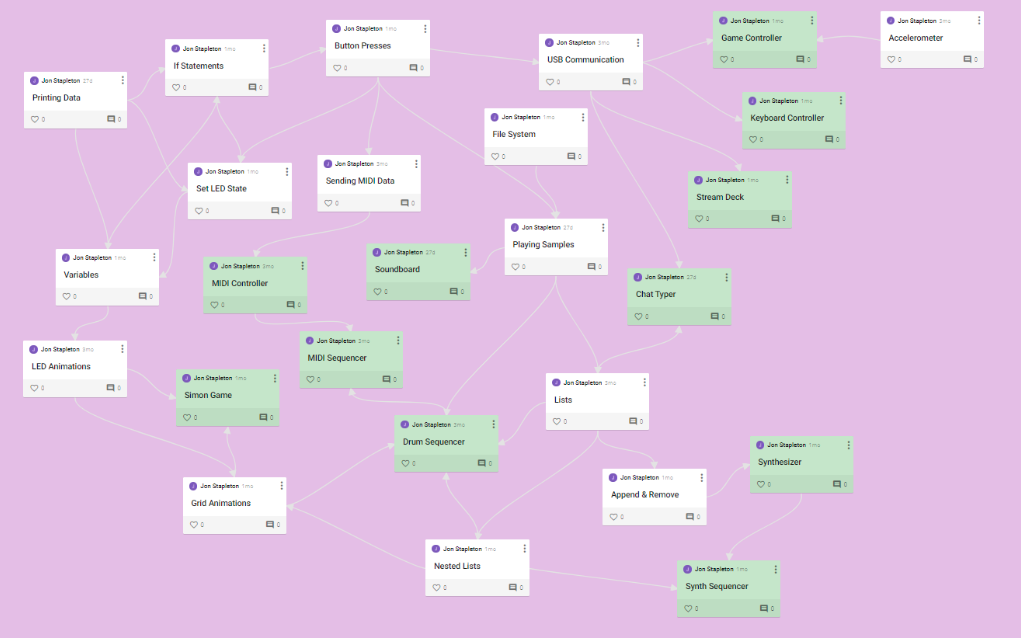 Jon Stapleton 1mo
Game Controller
0 0
Jon Stapleton 2mo
Accelerometer
0 0
Jon Stapleton 1mo
Button Presses
0 0
Jon Stapleton 3mo
USB Communication
0 0
Jon Stapleton 1mo
If Statements
0 0
Jon Stapleton 27d
Printing Data
0 0
Jon Stapleton 1mo
Keyboard Controller
0 0
Jon Stapleton 1mo
File System
0 0
Jon Stapleton 3mo
Sending MIDI Data
0 0
Jon Stapleton 1mo
Set LED State
0 0
Jon Stapleton 1mo
Stream Deck
0 0
Jon Stapleton 27d
Playing Samples
0 0
Jon Stapleton 27d
Soundboard
0 0
Jon Stapleton 1mo
Variables
0 0
Jon Stapleton 3mo
MIDI Controller
0 0
Jon Stapleton 27d
Chat Typer
0 0
Jon Stapleton 3mo
MIDI Sequencer
0 0
Jon Stapleton 3mo
LED Animations
0 0
Jon Stapleton 1mo
Simon Game
0 0
Jon Stapleton 3mo
Lists
0 0
Jon Stapleton 3mo
Drum Sequencer
0 0
Jon Stapleton 1mo
Synthesizer
0 0
Jon Stapleton 1mo
Append & Remove
0 0
Jon Stapleton 1mo
Grid Animations
0 0
Jon Stapleton 1mo
Nested Lists
0 0
Jon Stapleton 1mo
Synth Sequencer
0 0